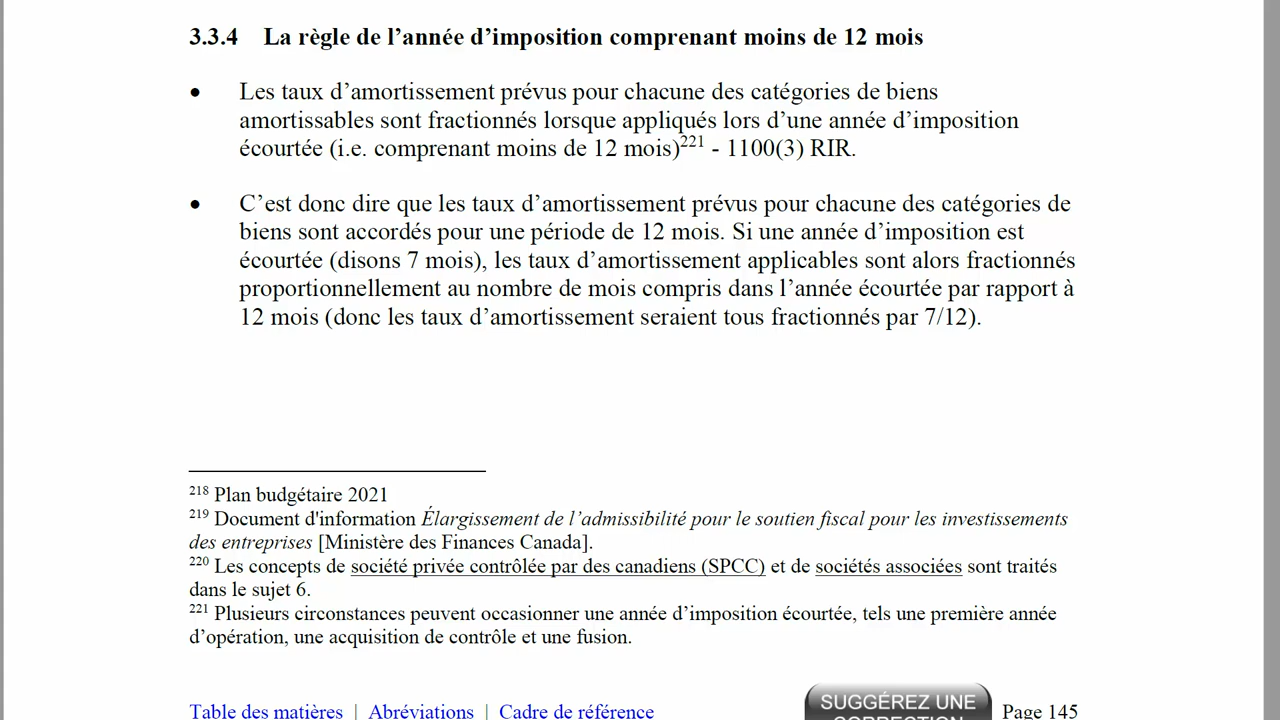 3.3.4 La règle de l’année d’imposition comprenant moins de 12 mois
• Les taux d’amortissement prévus pour chacune des catégories de biens
amortissables sont fractionnés lorsque appliqués lors d’une année d’imposition
écourtée (i.e. comprenant moins de 12 mois)221 - 1100(3) RIR.
• C’est donc dire que les taux d’amortissement prévus pour chacune des catégories de
biens sont accordés pour une période de 12 mois. Si une année d’imposition est
écourtée (disons 7 mois), les taux d’amortissement applicables sont alors fractionnés
proportionnellement au nombre de mois compris dans l’année écourtée par rapport à
12 mois (donc les taux d’amortissement seraient tous fractionnés par 7/12).
218 Plan budgétaire 2021
219 Document d'information Élargissement de l’admissibilité pour le soutien fiscal pour les investissements
des entreprises [Ministère des Finances Canada].
220 Les concepts de société privée contrôlée par des canadiens (SPCC) et de sociétés associées sont traités
dans le sujet 6.
221 Plusieurs circonstances peuvent occasionner une année d’imposition écourtée, tels une première année
d’opération, une acquisition de contrôle et une fusion.
Table des matières | Abréviations | Cadre de référence
SUGGÉREZ UNE
CORRECTION
Page 145